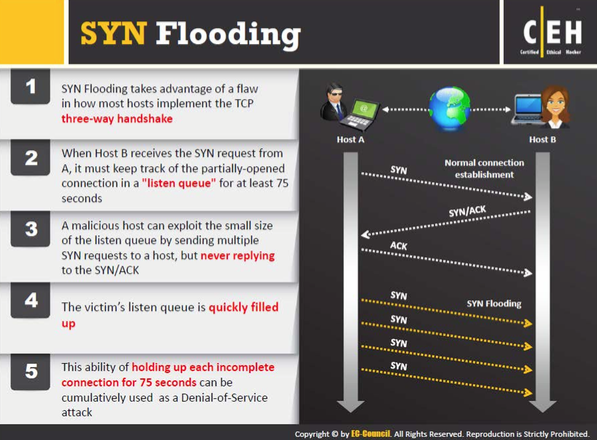 SYN Flooding
C|EH
Certified Ethical Hacker
1
SYN Flooding takes advantage of a flaw
in how most hosts implement the TCP
three-way handshake
2
When Host B receives the SYN request from
A, it must keep track of the partially-opened
connection in a "listen queue" for at least 75
seconds
3
A malicious host can exploit the small size
of the listen queue by sending multiple
SYN requests to a host, but never replying
to the SYN/ACK
4
The victim's listen queue is quickly filled
up
5
This ability of holding up each incomplete
connection for 75 seconds can be
cumulatively used as a Denial-of-Service
attack
Host A
Host B
Normal connection
establishment
SYN
SYN/ACK
ACK
SYN
SYN Flooding
SYN
SYN
SYN
Copyright © by EC-Council. All Rights Reserved. Reproduction is Strictly Prohibited.